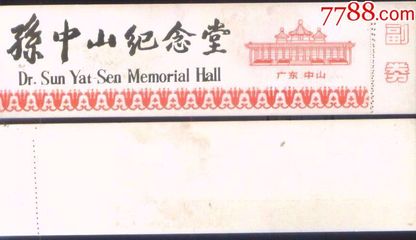 7788.com
孫中山纪念堂
Dr. Sun Yat-Sen Memorial Hall
广东 中山
副券